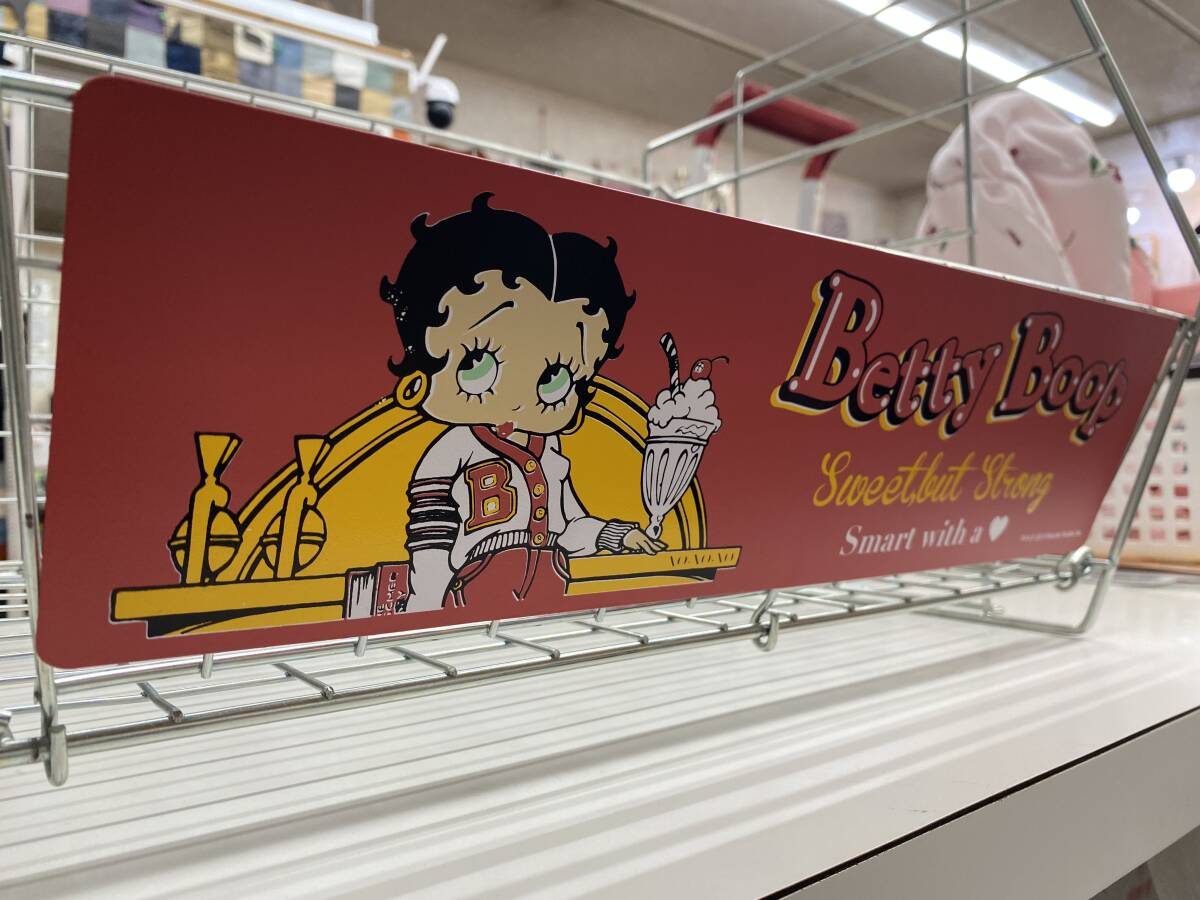 Betty Boop
Sweet, but Strong
Smart with a
B